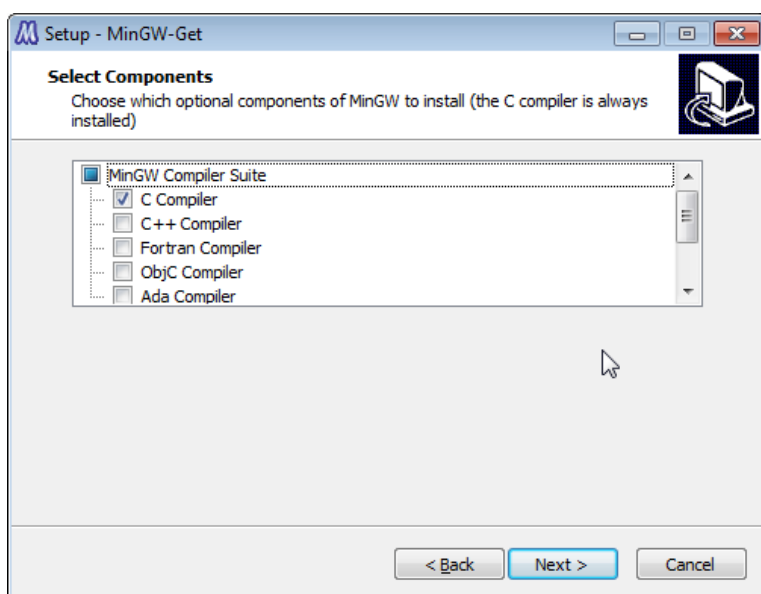 Setup - MinGW-Get
Select Components
Choose which optional components of MinGW to install (the C compiler is always
installed)
MinGW Compiler Suite
C Compiler
C++ Compiler
Fortran Compiler
ObjC Compiler
Ada Compiler
< Back Next > Cancel